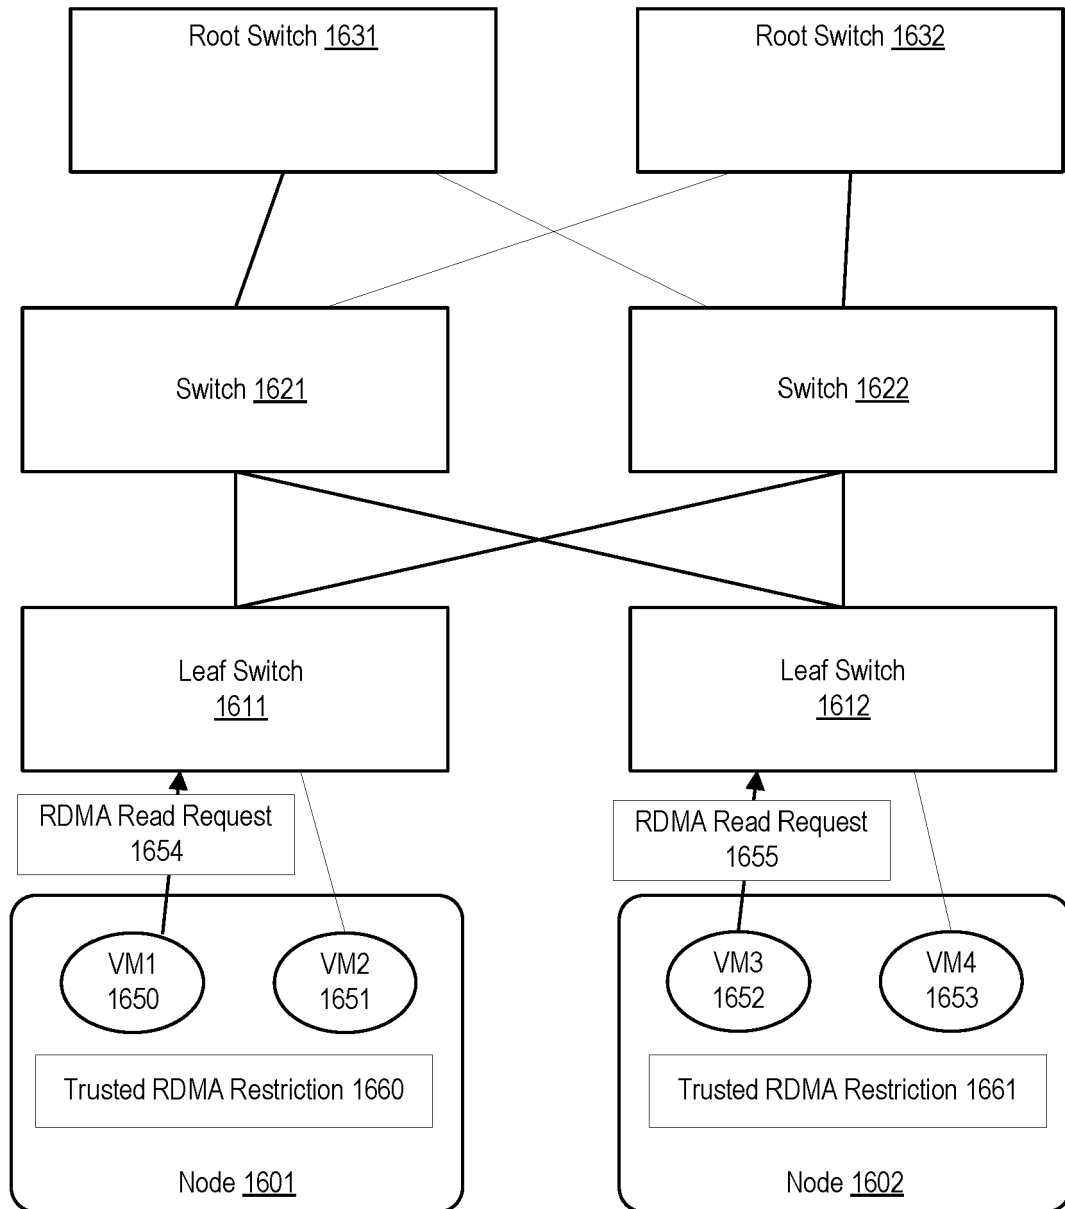 Root Switch 1631
Root Switch 1632
Switch 1621
Switch 1622
Leaf Switch
1611
Leaf Switch
1612
RDMA Read Request
1654
RDMA Read Request
1655
VM1
1650
VM2
1651
VM3
1652
VM4
1653
Trusted RDMA Restriction 1660
Trusted RDMA Restriction 1661
Node 1601
Node 1602